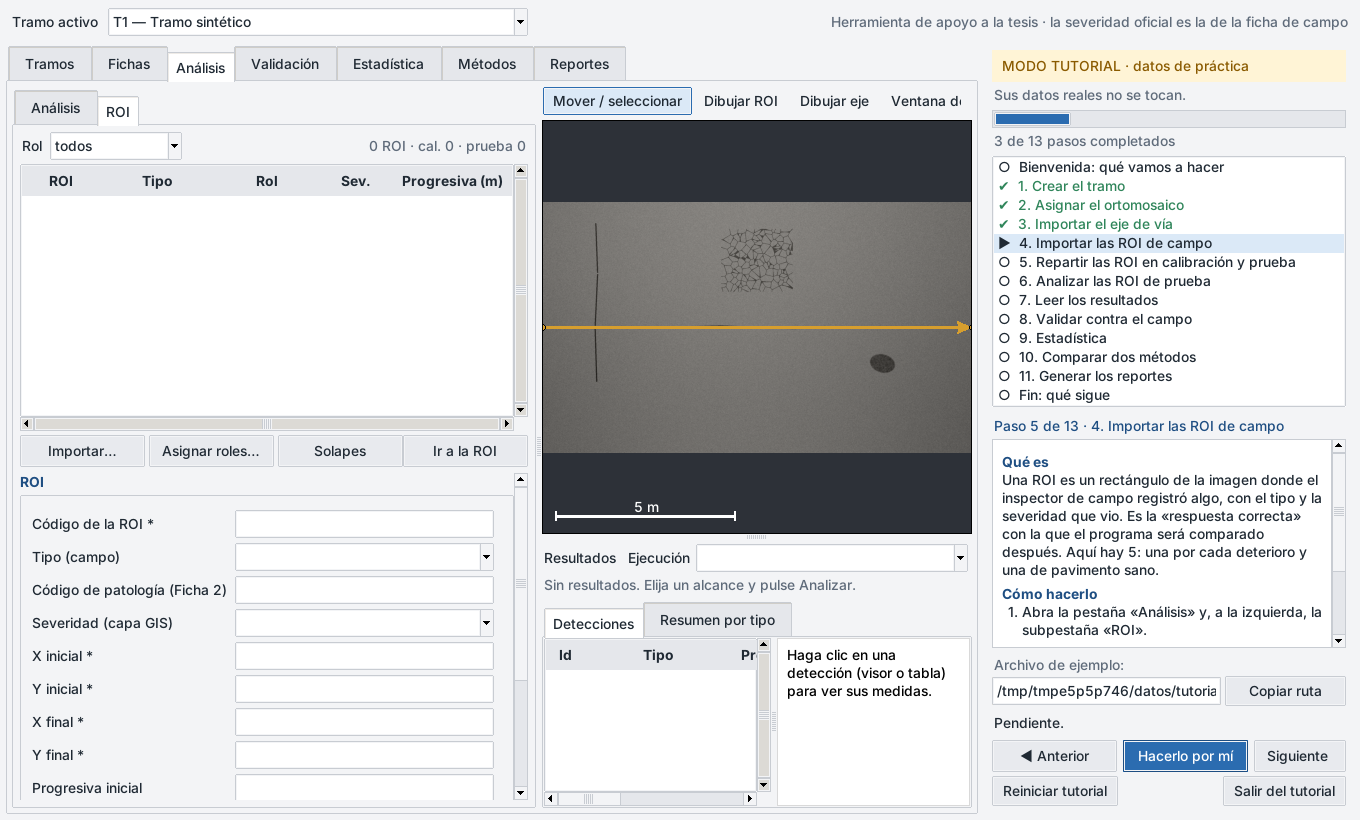 Tramo activo
T1 — Tramo sintético
Herramienta de apoyo a la tesis · la severidad oficial es la de la ficha de campo
Tramos
Fichas
Análisis
Validación
Estadística
Métodos
Reportes
Análisis
ROI
Rol
todos
0 ROI · cal. 0 · prueba 0
ROI
Tipo
Rol
Sev.
Progresiva (m)
Importar...
Asignar roles...
Solapes
Ir a la ROI
ROI
Código de la ROI *
Tipo (campo)
Código de patología (Ficha 2)
Severidad (capa GIS)
X inicial *
Y inicial *
X final *
Y final *
Progresiva inicial
Mover / seleccionar
Dibujar ROI
Dibujar eje
Ventana de
5 m
Resultados
Ejecución
Sin resultados. Elija un alcance y pulse Analizar.
Detecciones
Resumen por tipo
Id
Tipo
Haga clic en una
detección (visor o tabla)
para ver sus medidas.
MODO TUTORIAL · datos de práctica
Sus datos reales no se tocan.
3 de 13 pasos completados
Bienvenida: qué vamos a hacer
✔ 1. Crear el tramo
✔ 2. Asignar el ortomosaico
✔ 3. Importar el eje de vía
▶ 4. Importar las ROI de campo
5. Repartir las ROI en calibración y prueba
6. Analizar las ROI de prueba
7. Leer los resultados
8. Validar contra el campo
9. Estadística
10. Comparar dos métodos
11. Generar los reportes
Fin: qué sigue
Paso 5 de 13 · 4. Importar las ROI de campo
Qué es
Una ROI es un rectángulo de la imagen donde el
inspector de campo registró algo, con el tipo y la
severidad que vio. Es la «respuesta correcta»
con la que el programa será comparado
después. Aquí hay 5: una por cada deterioro y
una de pavimento sano.
Cómo hacerlo
1. Abra la pestaña «Análisis» y, a la izquierda, la
subpestaña «ROI».
Archivo de ejemplo:
/tmp/tmpe5p5p746/datos/tutoria
Copiar ruta
Pendiente.
◀ Anterior
Hacerlo por mí
Siguiente
Reiniciar tutorial
Salir del tutorial